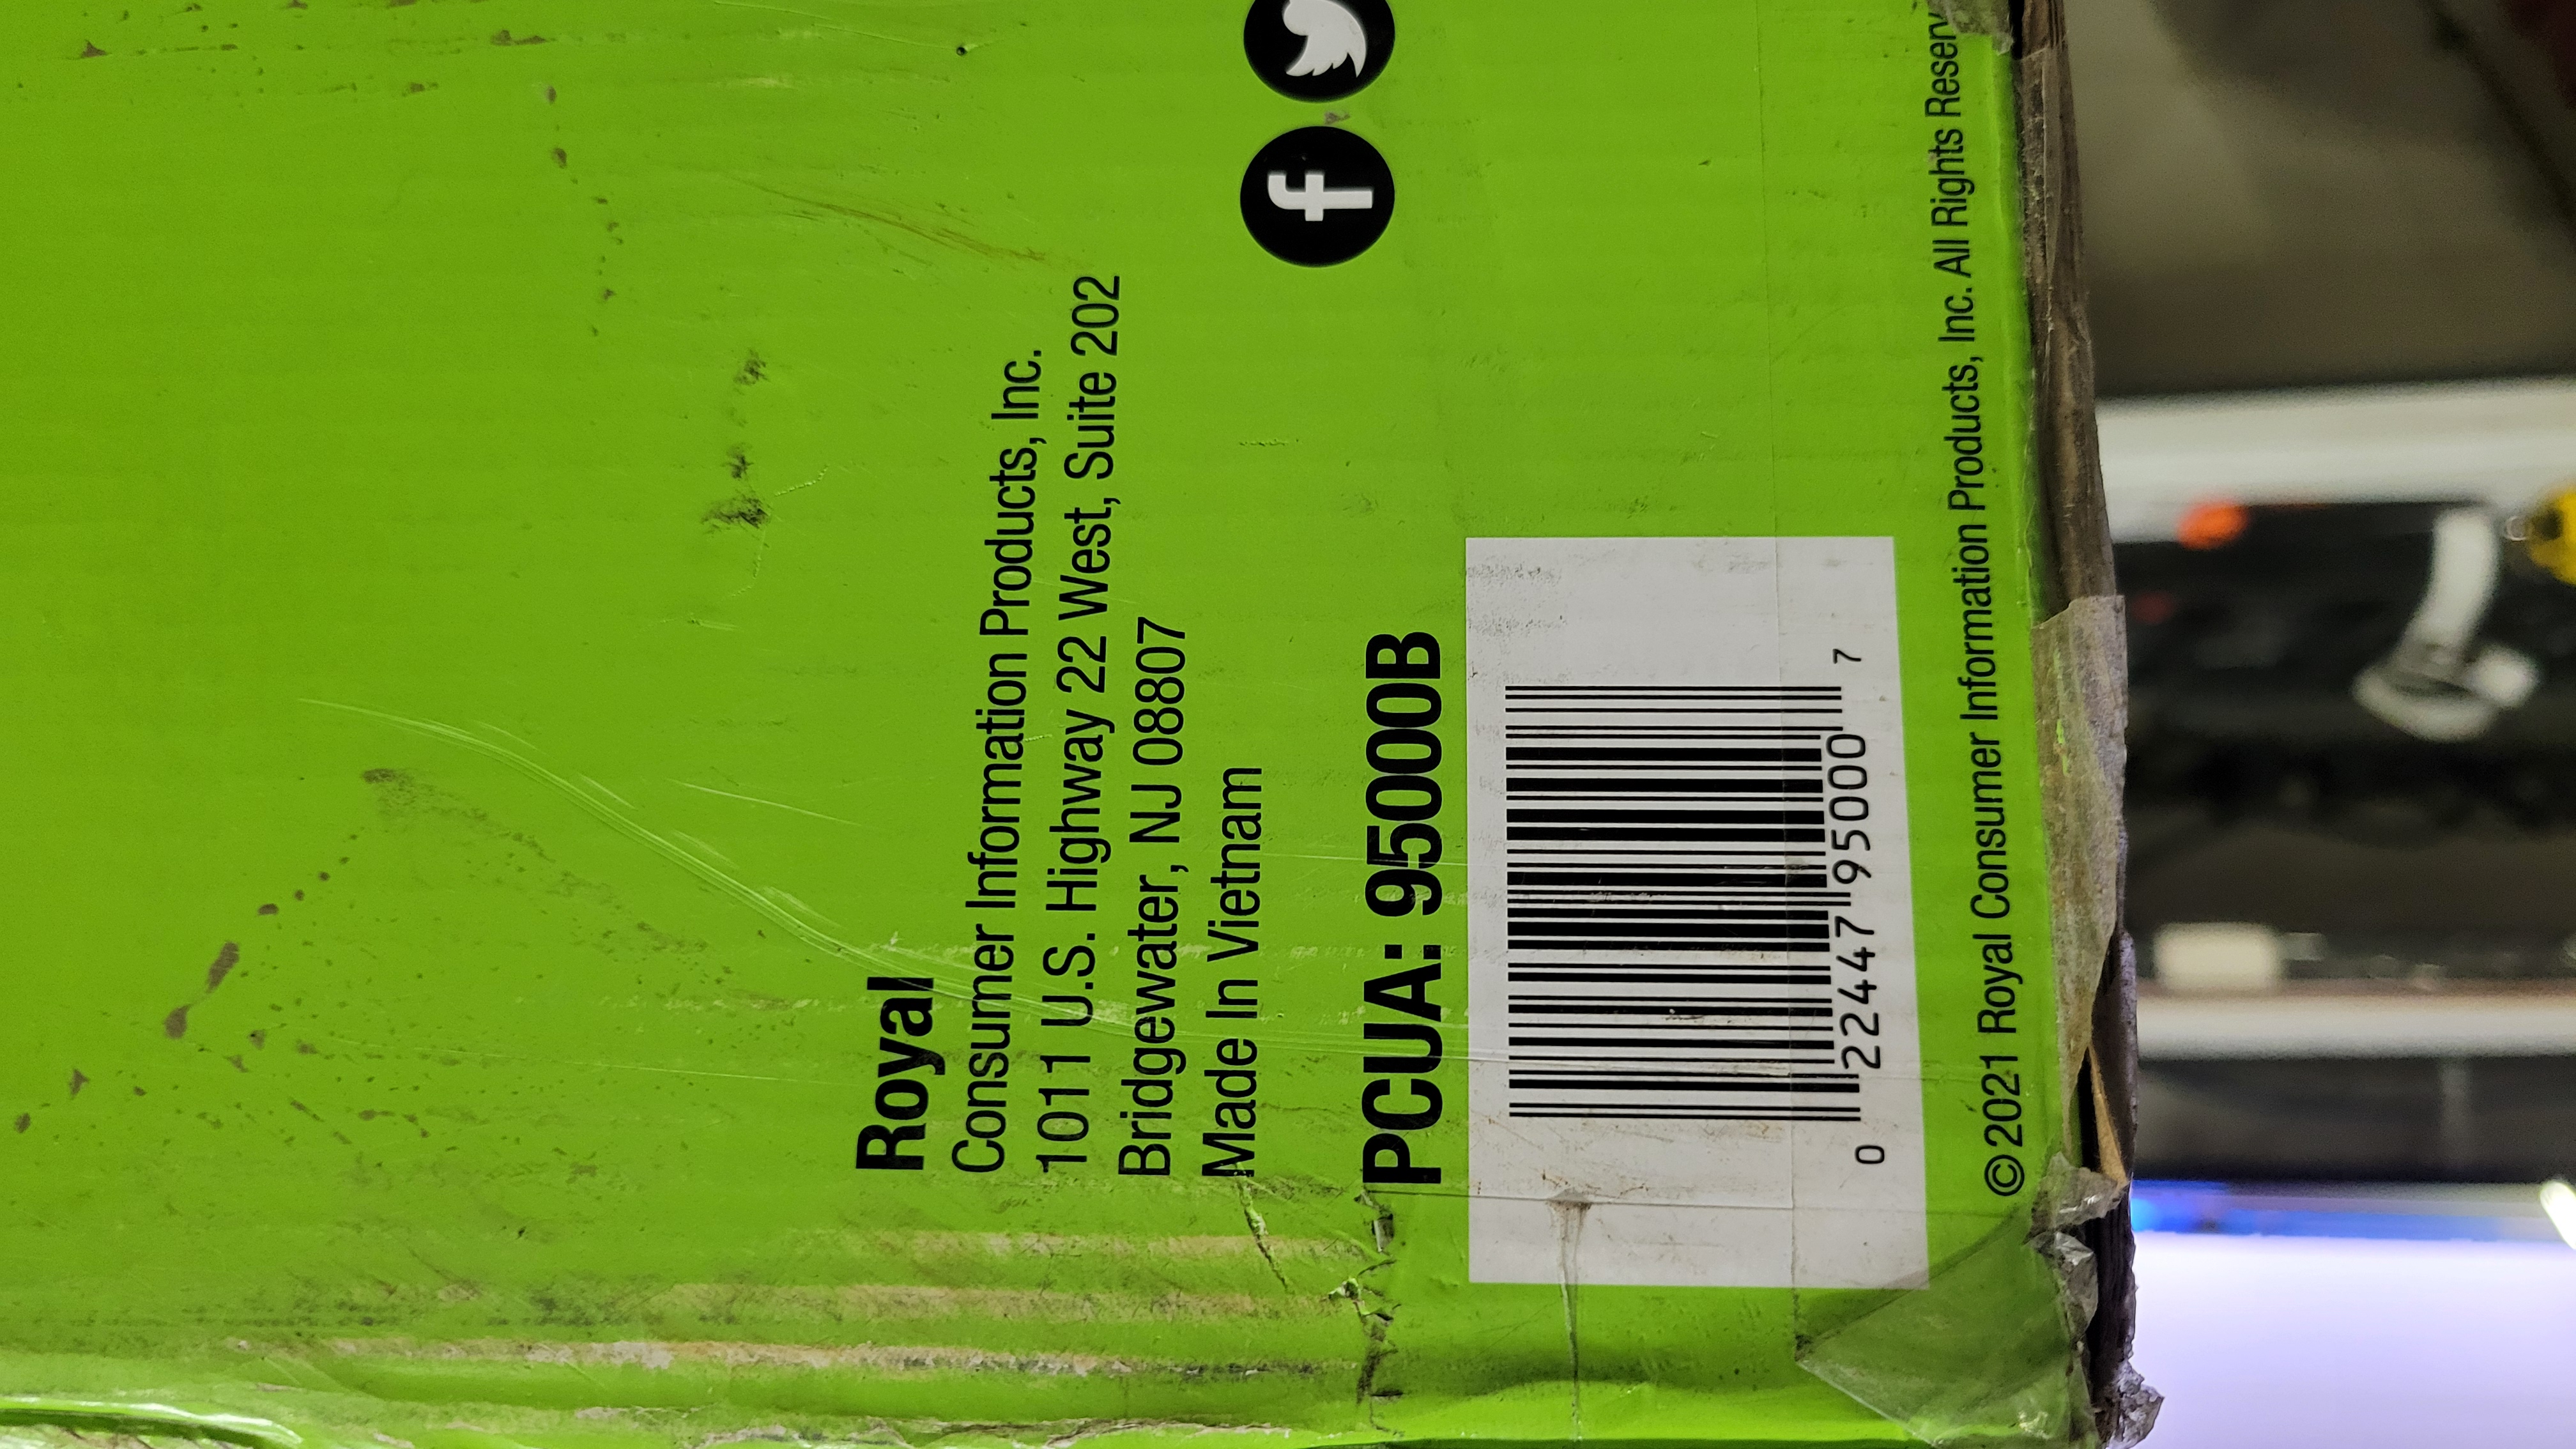 Royal
Consumer Information Products, Inc.
1011 U.S. Highway 22 West, Suite 202
Bridgewater, NJ 08807
Made In Vietnam
f
PCUA: 95000B
0 22447 95000 7
©2021 Royal Consumer Information Products, Inc. All Rights Reserv